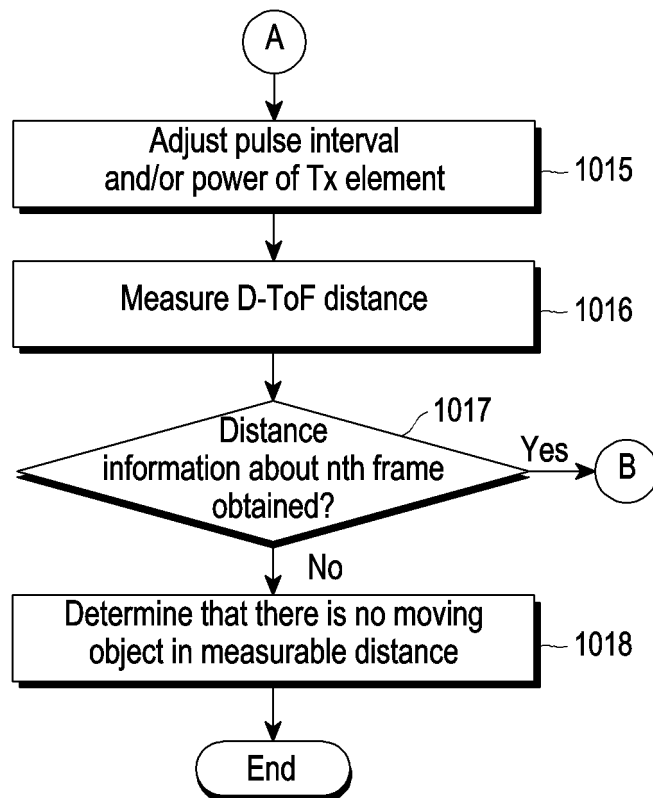 A
Adjust pulse interval
and/or power of Tx element
1015
Measure D-ToF distance
1016
1017
Distance
information about nth frame
obtained?
Yes
B
No
Determine that there is no moving
object in measurable distance
1018
End